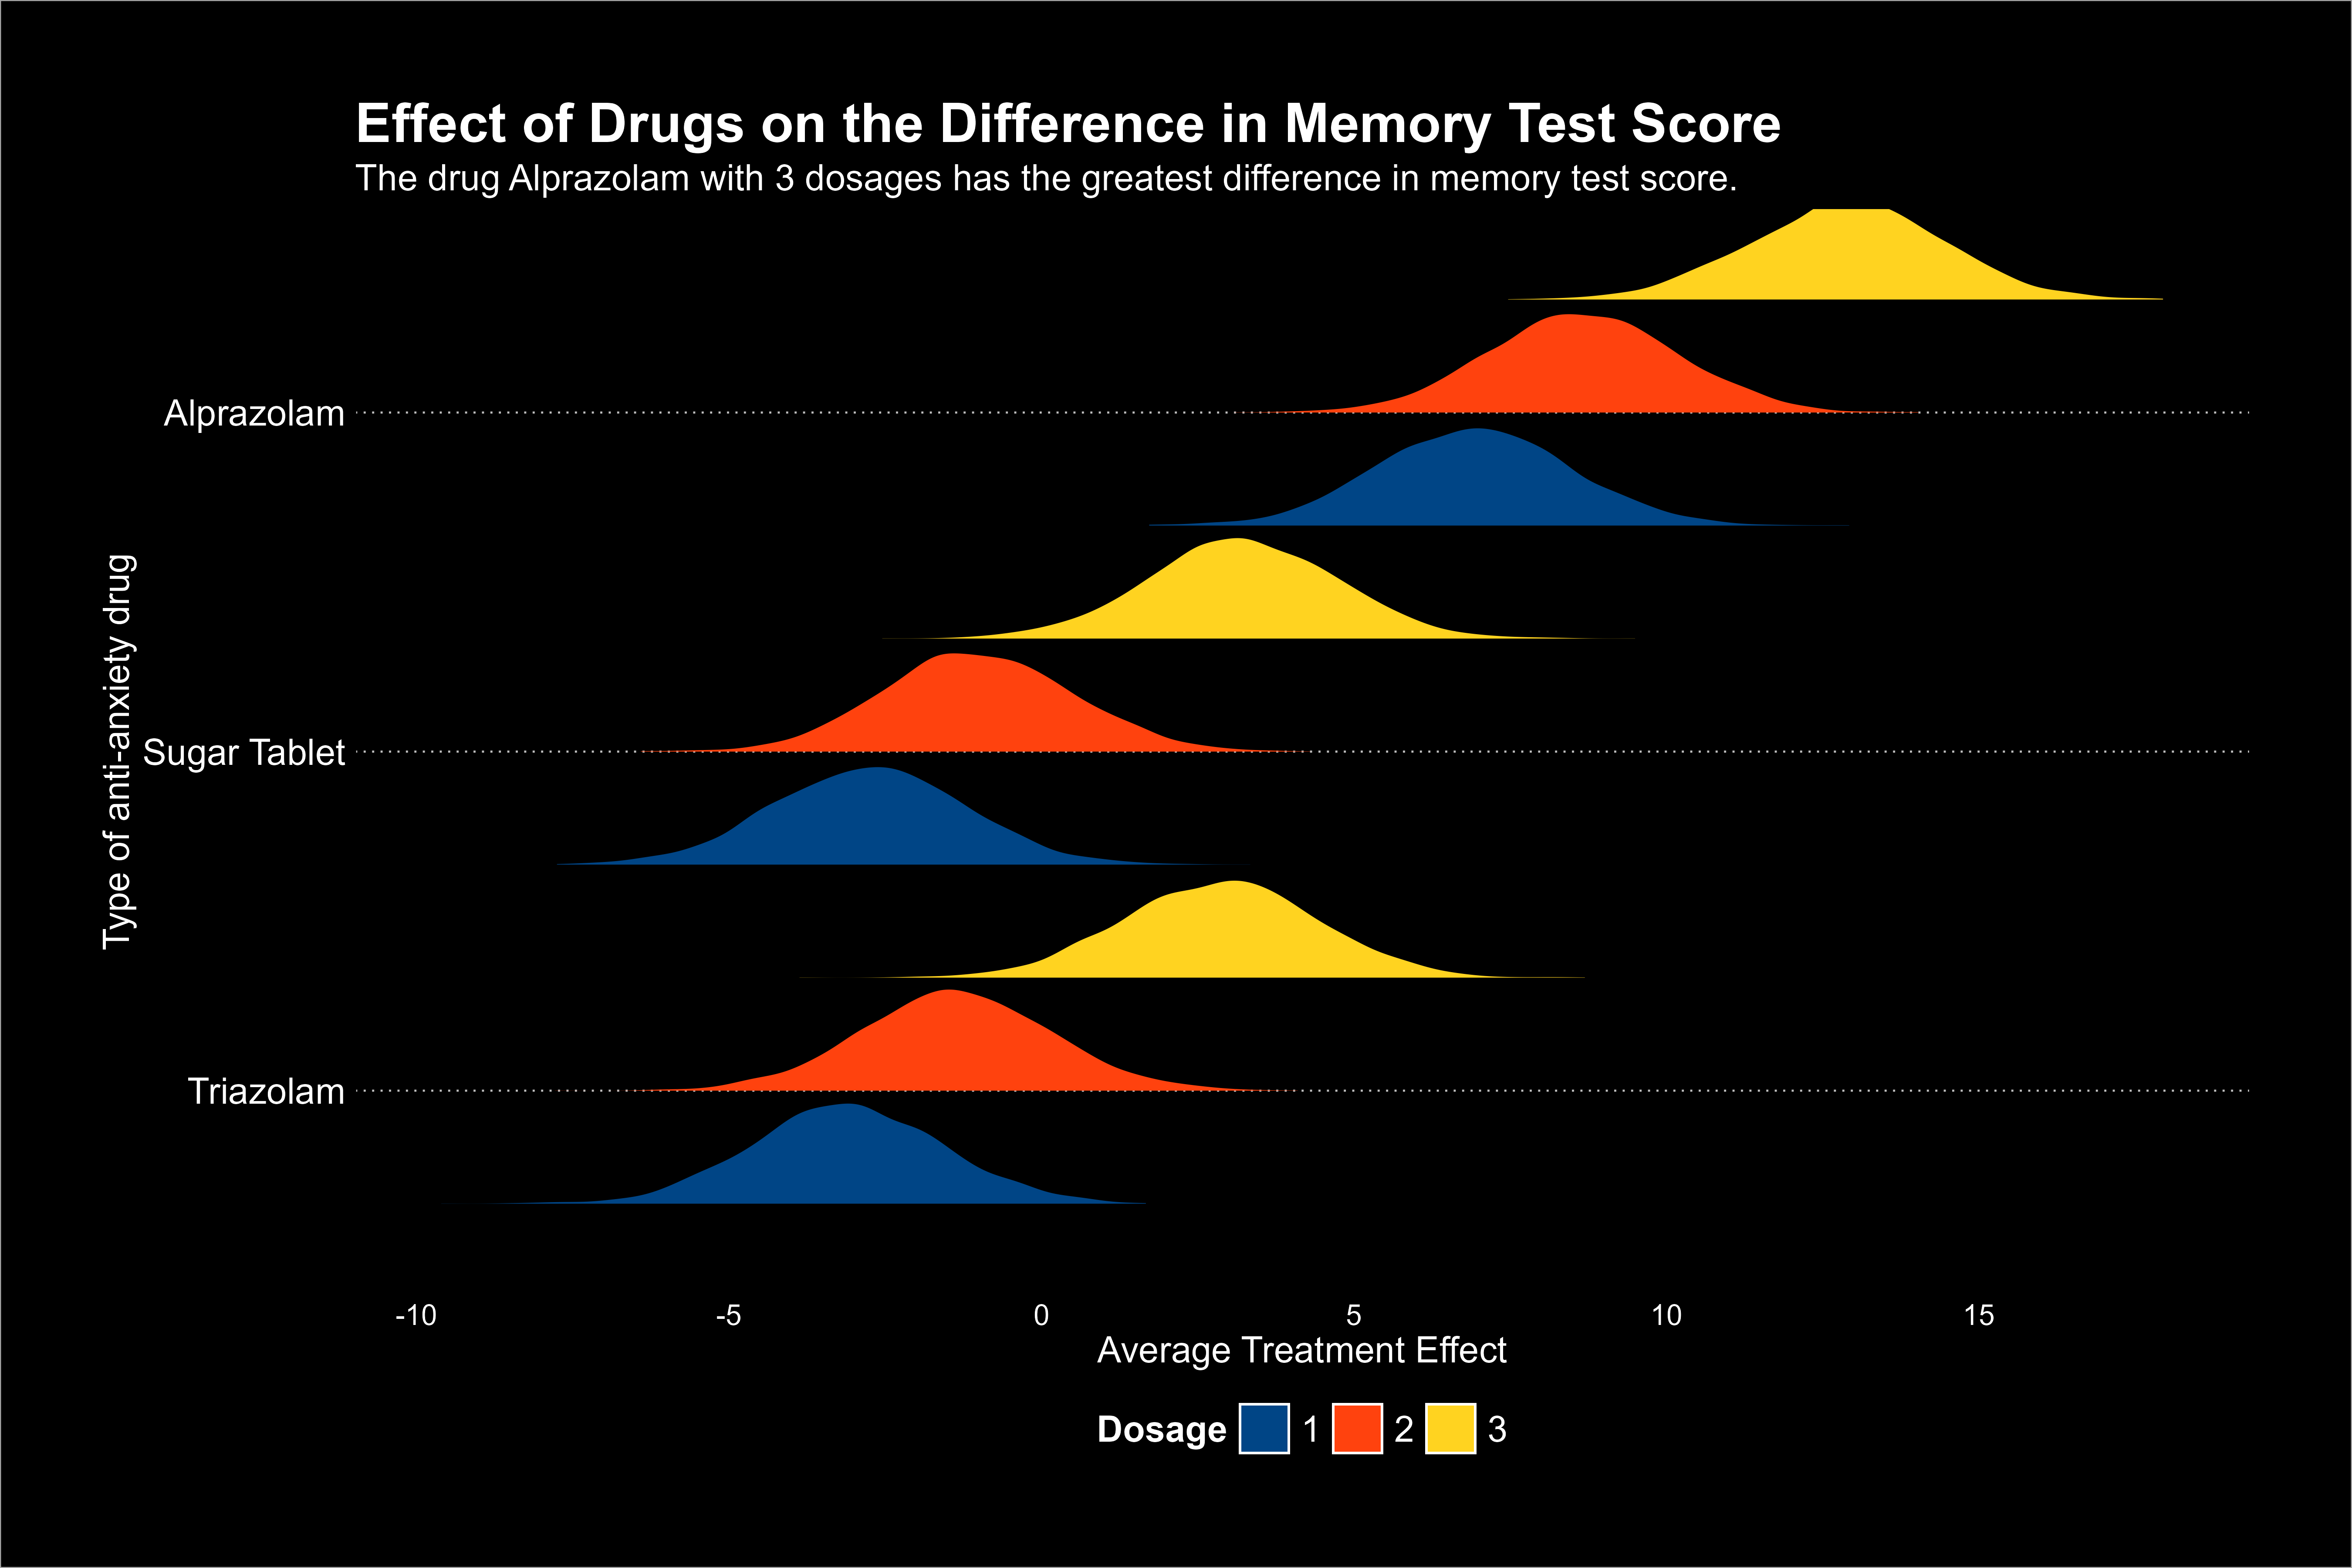 Effect of Drugs on the Difference in Memory Test Score
The drug Alprazolam with 3 dosages has the greatest difference in memory test score.
Type of anti-anxiety drug
Alprazolam
Sugar Tablet
Triazolam
-10 -5 0 5 10 15
Average Treatment Effect
Dosage 1 2 3